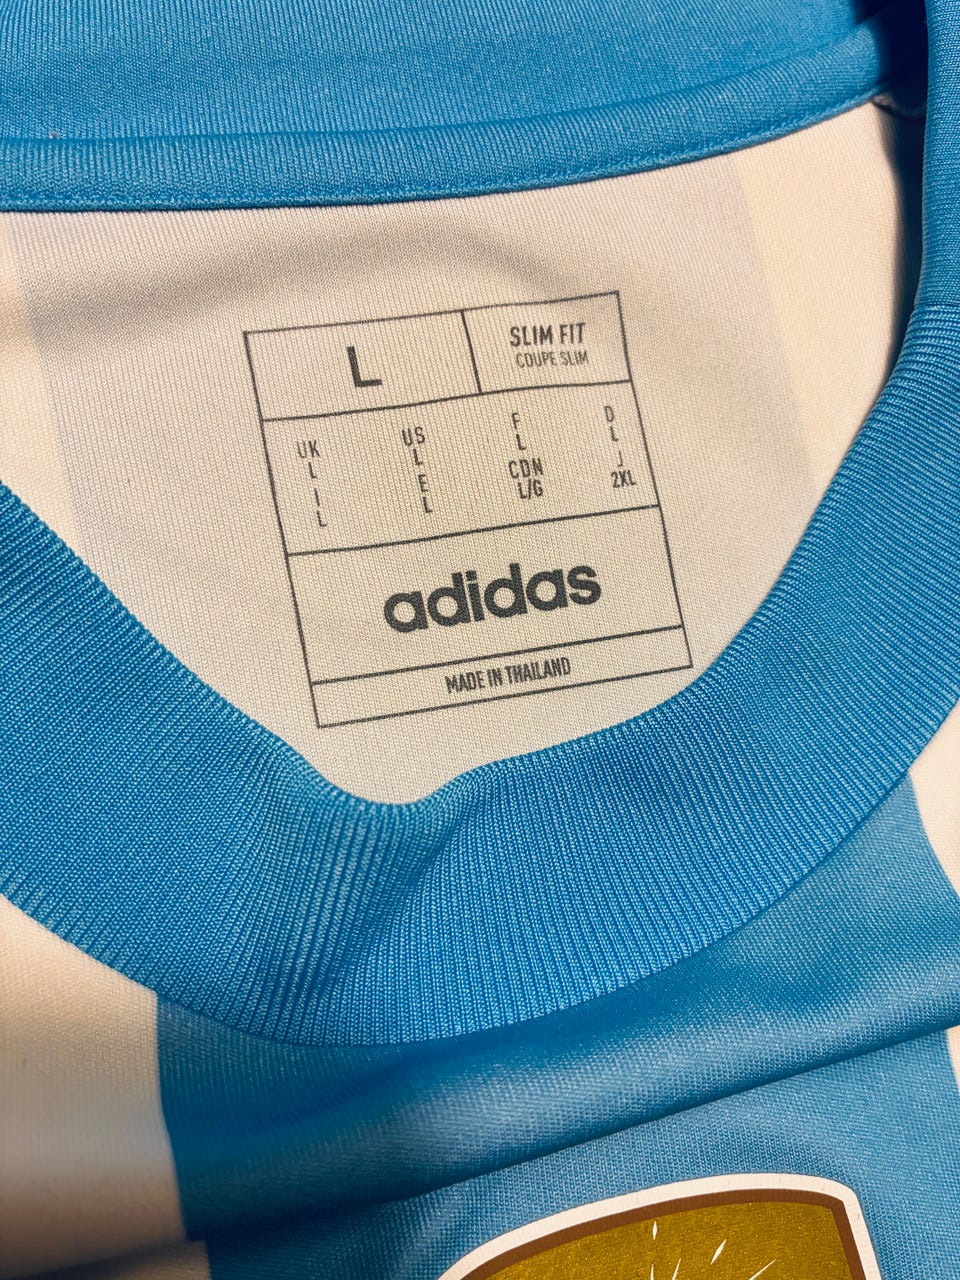 L
SLIM FIT
COUPE SLIM
UK US F D
L L L L
I E CDN J
L L L/G 2XL
adidas
MADE IN THAILAND